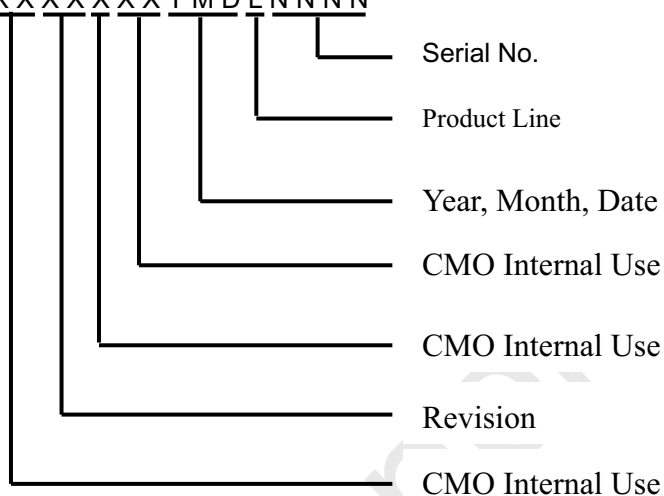 X X X X X X X Y M D L N N N N
Serial No.
Product Line
Year, Month, Date
CMO Internal Use
CMO Internal Use
Revision
CMO Internal Use